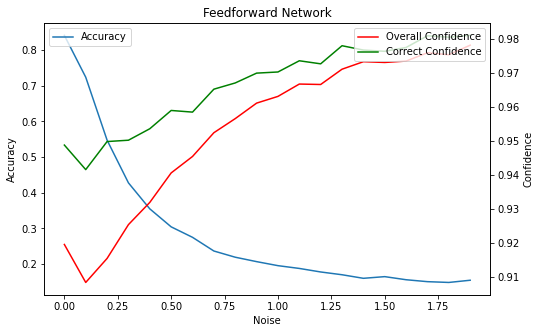 Feedforward Network
Accuracy
Overall Confidence
Correct Confidence
0.8
0.7
0.6
0.5
0.4
0.3
0.2
Accuracy
0.98
0.97
0.96
0.95
0.94
0.93
0.92
0.91
Confidence
0.00 0.25 0.50 0.75 1.00 1.25 1.50 1.75
Noise